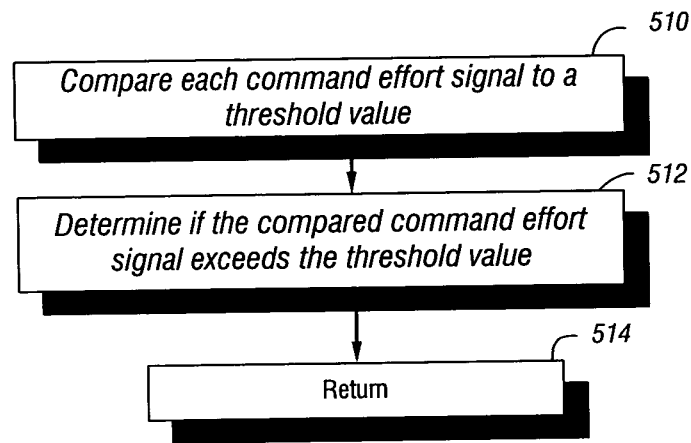 510
Compare each command effort signal to a
threshold value
512
Determine if the compared command effort
signal exceeds the threshold value
514
Return